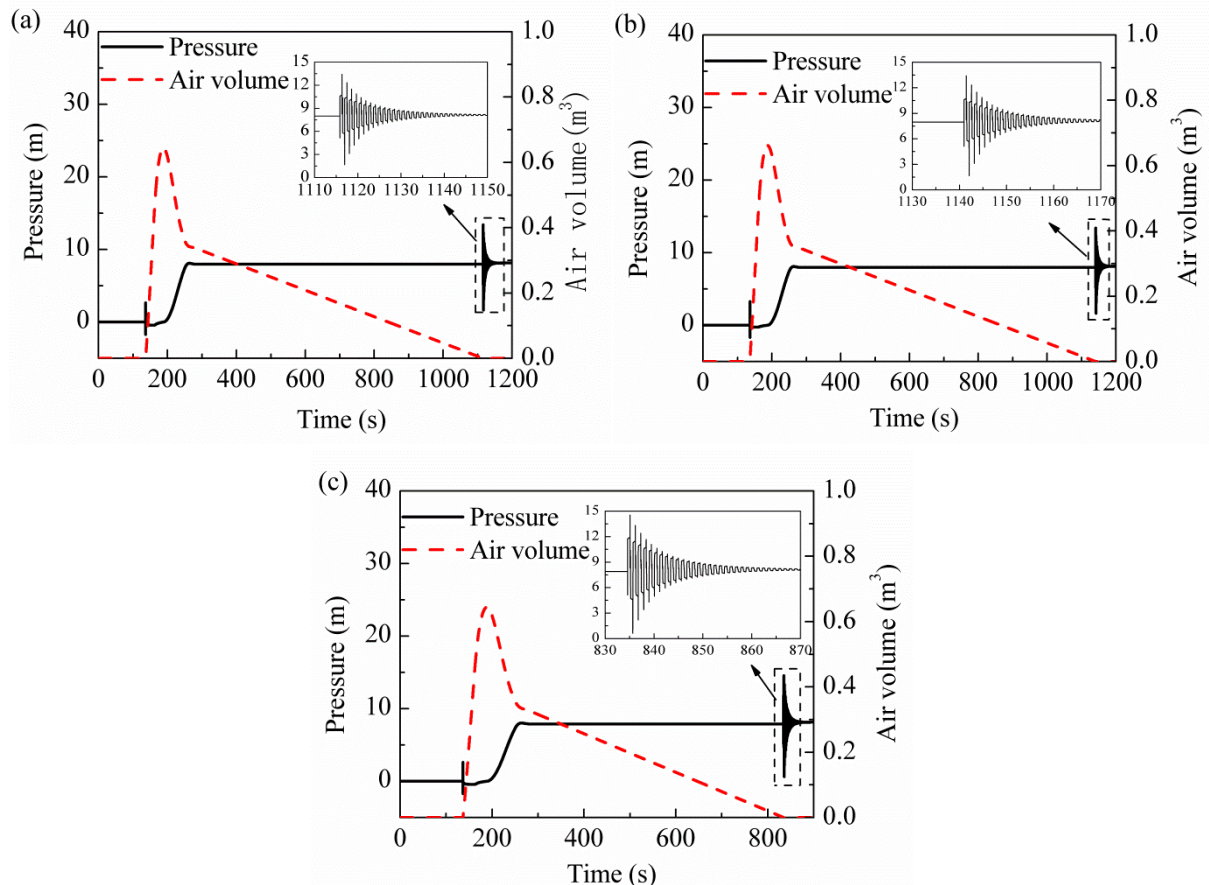 (a)
40
30
20
10
0
Pressure (m)
Pressure
Air volume
15
12
9
6
3
0
1110 1120 1130 1140 1150
1.0
0.8
0.6
0.4
0.2
0.0
Air volume (m³)
0 200 400 600 800 1000 1200
Time (s)
(b)
40
30
20
10
0
Pressure (m)
Pressure
Air volume
15
12
9
6
3
0
1130 1140 1150 1160 1170
1.0
0.8
0.6
0.4
0.2
0.0
Air volume (m³)
0 200 400 600 800 1000 1200
Time (s)
(c)
40
30
20
10
0
Pressure (m)
Pressure
Air volume
15
12
9
6
3
0
830 840 850 860 870
1.0
0.8
0.6
0.4
0.2
0.0
Air volume (m³)
0 200 400 600 800
Time (s)